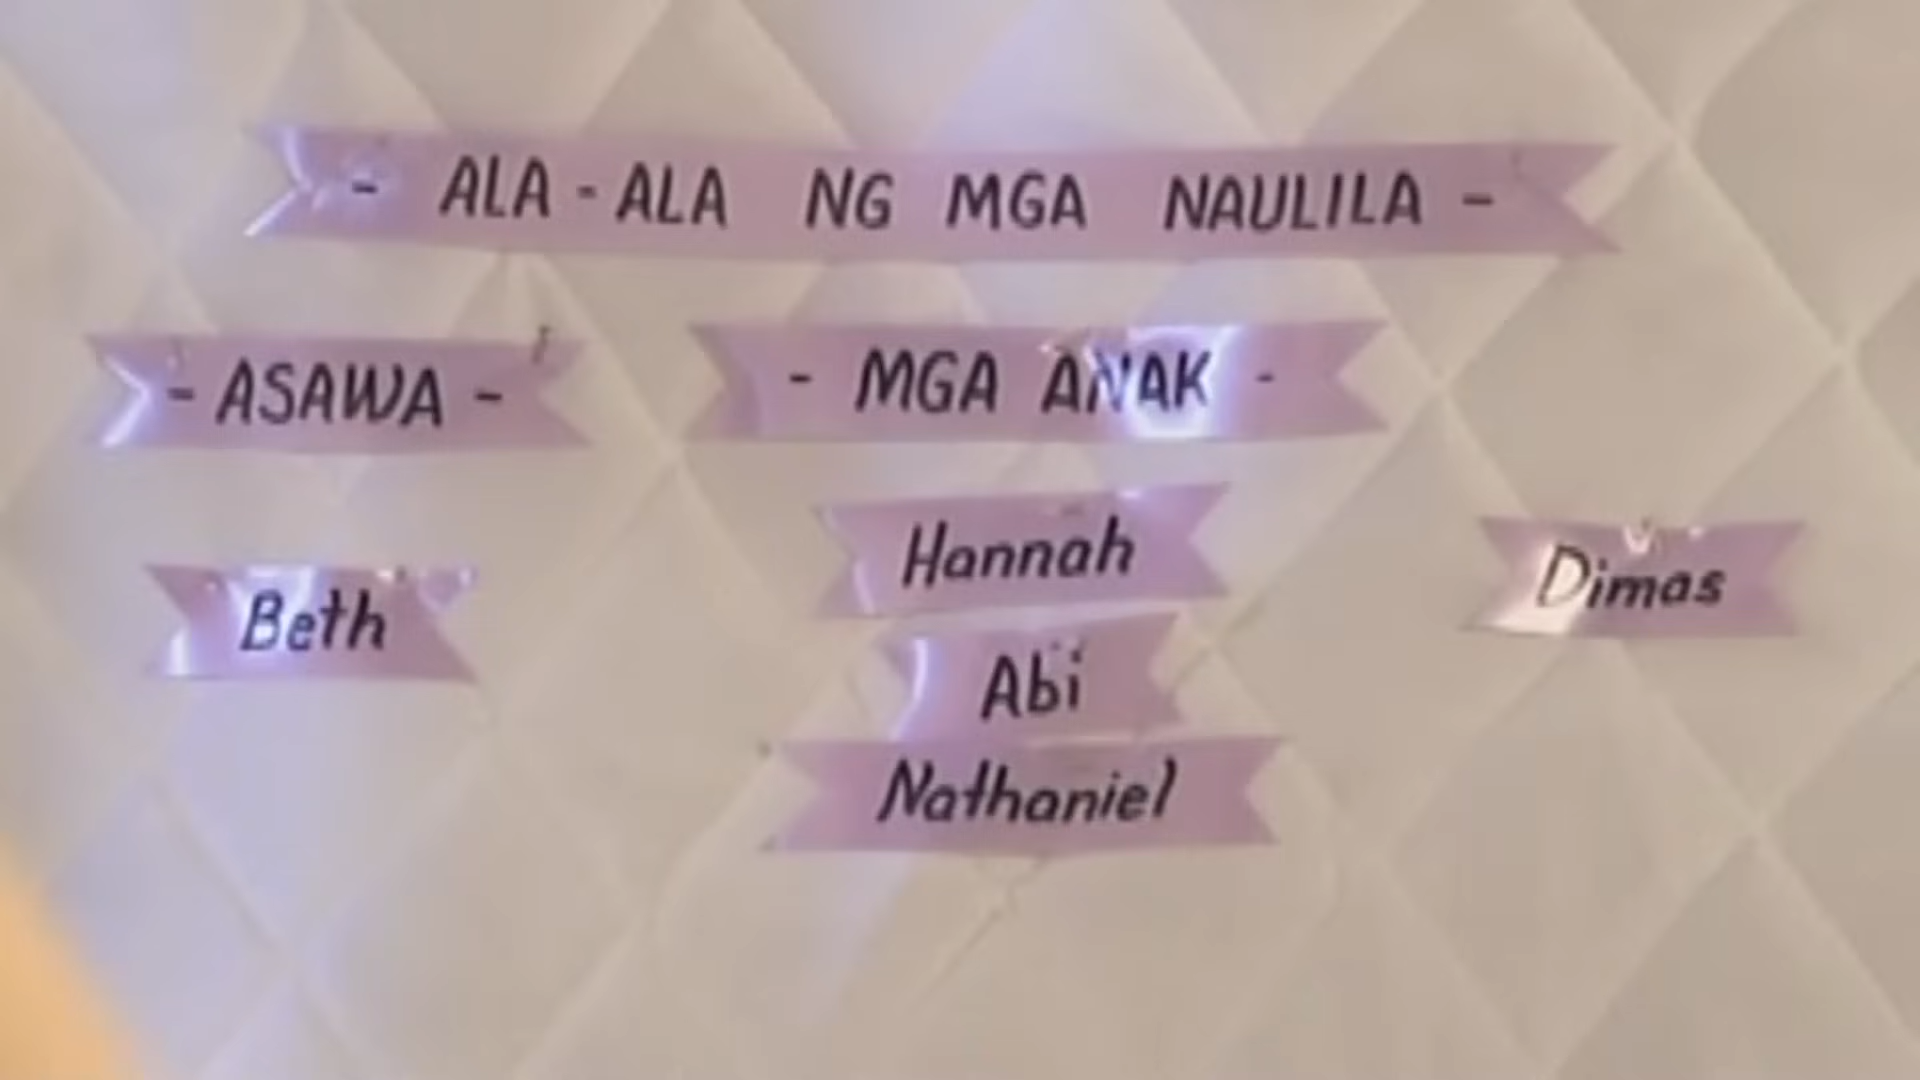 - ALA-ALA NG MGA NAULILA -
- ASAWA -
- MGA ANAK -
Beth
Hannah
Abi
Nathaniel
Dimas